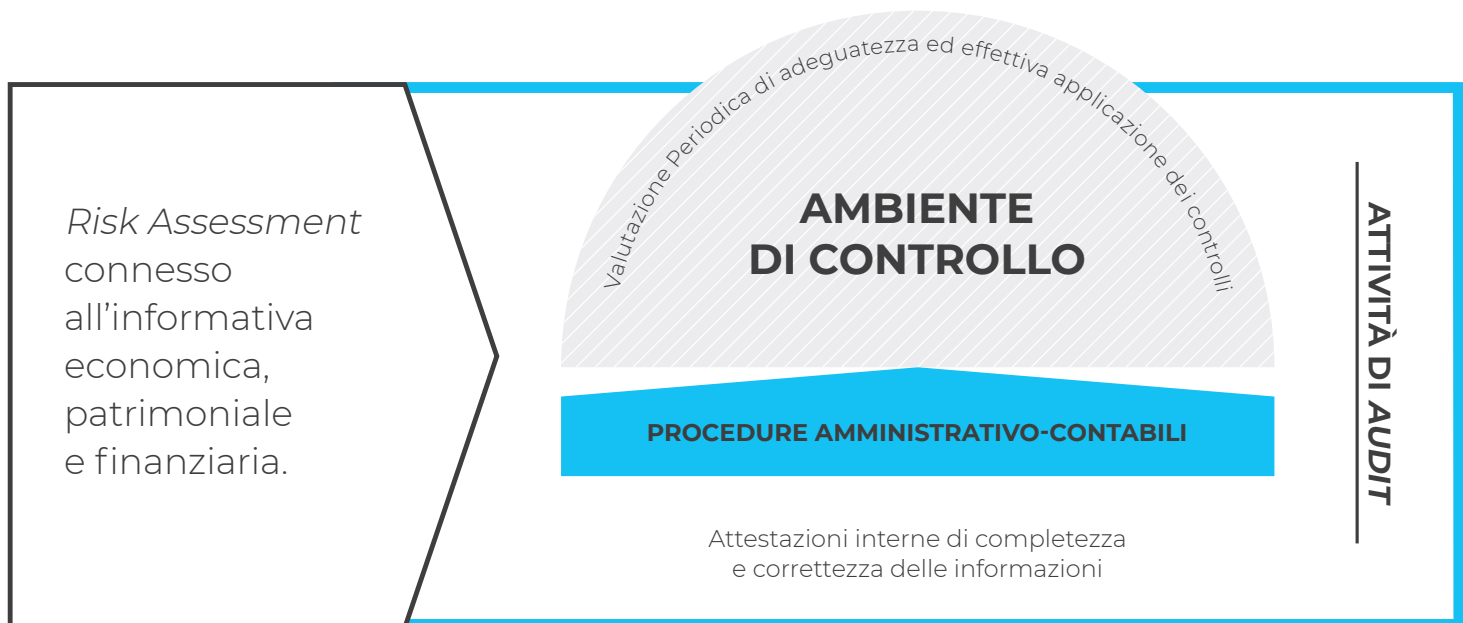 Risk Assessment
connesso
all’informativa
economica,
patrimoniale
e finanziaria.
Valutazione Periodica di adeguatezza ed effettiva applicazione dei controlli
AMBIENTE
DI CONTROLLO
PROCEDURE AMMINISTRATIVO-CONTABILI
Attestazioni interne di completezza
e correttezza delle informazioni
ATTIVITÀ DI AUDIT